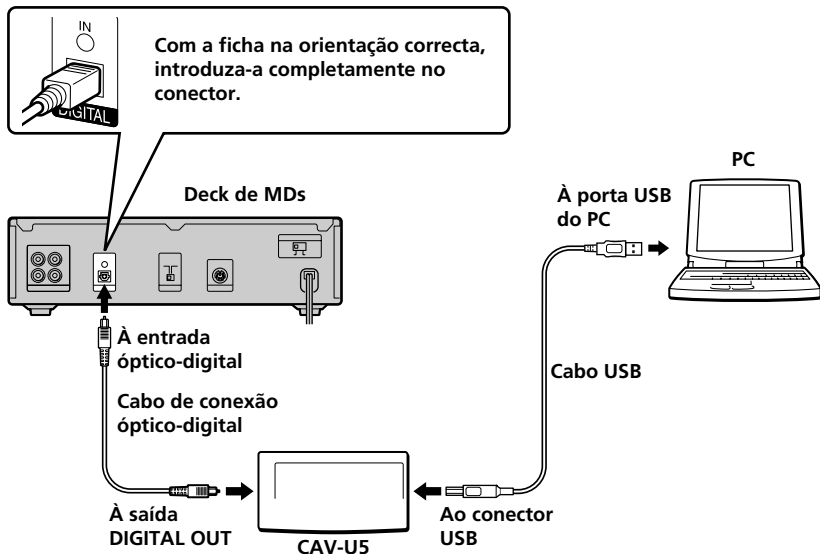 IN
DIGITAL
Com a ficha na orientação correcta,
introduza-a completamente no
conector.
Deck de MDs
PC
À porta USB
do PC
À entrada
óptico-digital
Cabo de conexão
óptico-digital
Cabo USB
À saída
DIGITAL OUT
CAV-U5
Ao conector
USB